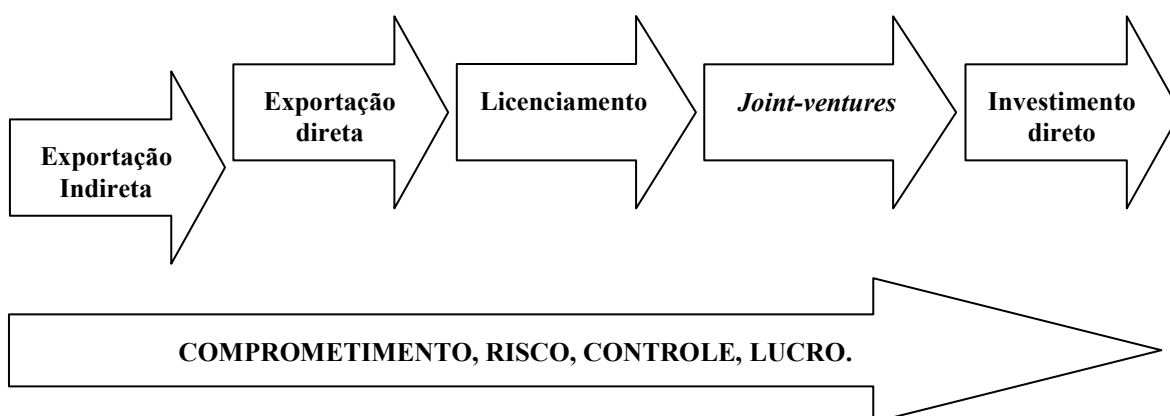 Exportação
Indireta
Exportação
direta
Licenciamento
Joint-ventures
Investimento
direto
COMPROMETIMENTO, RISCO, CONTROLE, LUCRO.